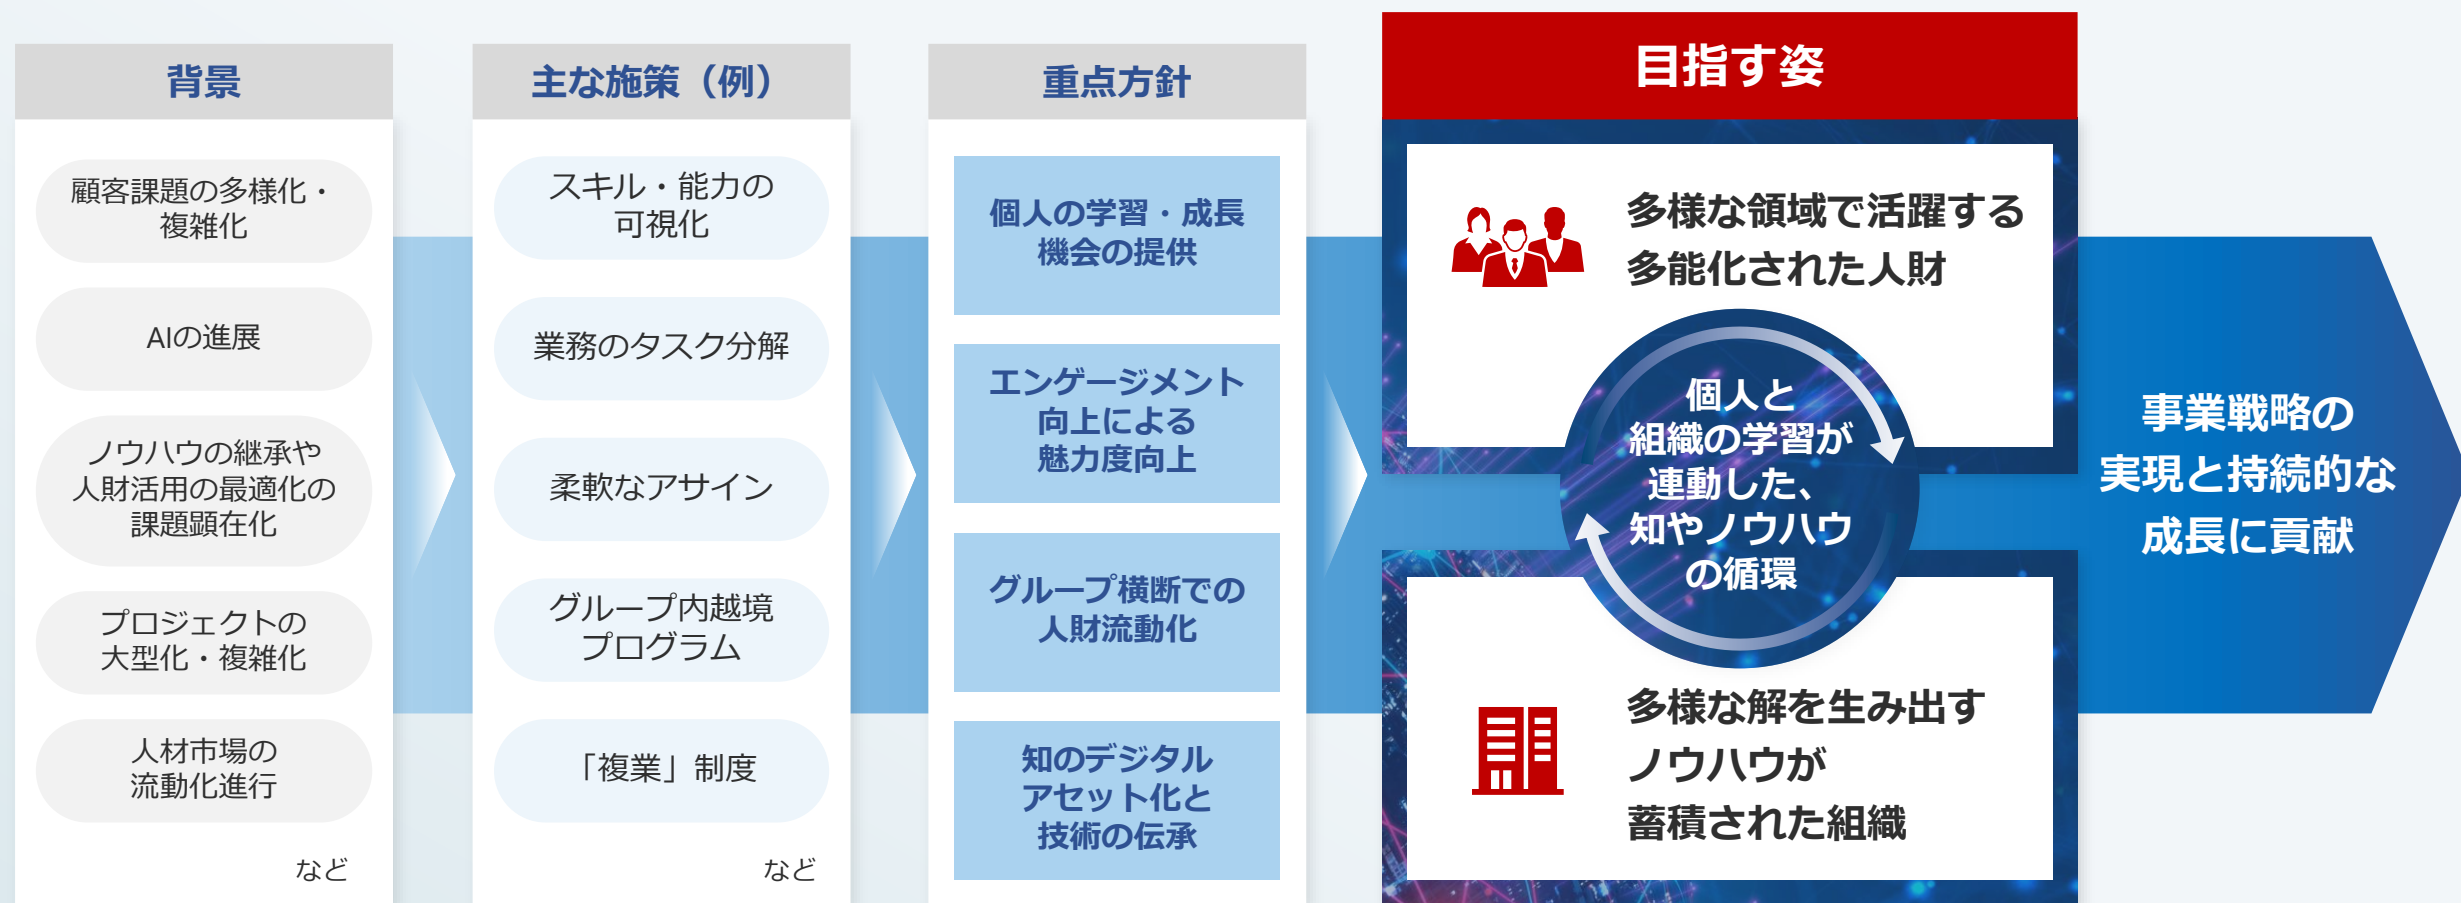 背景
顧客課題の多様化・
複雑化
AIの進展
ノウハウの継承や
人財活用の最適化の
課題顕在化
プロジェクトの
大型化・複雑化
人材市場の
流動化進行
など
主な施策（例）
スキル・能力の
可視化
業務のタスク分解
柔軟なアサイン
グループ内越境
プログラム
「複業」制度
など
重点方針
個人の学習・成長
機会の提供
エンゲージメント
向上による
魅力度向上
グループ横断での
人財流動化
知のデジタル
アセット化と
技術の伝承
目指す姿
多様な領域で活躍する
多能化された人財
個人と
組織の学習が
連動した、
知やノウハウ
の循環
多様な解を生み出す
ノウハウが
蓄積された組織
事業戦略の
実現と持続的な
成長に貢献